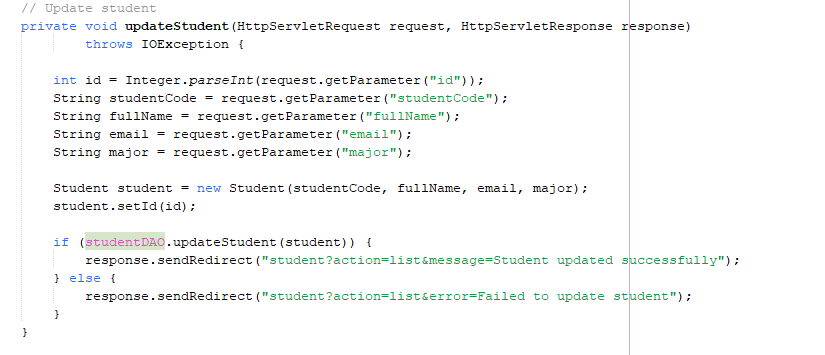 // Update student
private void updateStudent(HttpServletRequest request, HttpServletResponse response)
        throws IOException {

    int id = Integer.parseInt(request.getParameter("id"));
    String studentCode = request.getParameter("studentCode");
    String fullName = request.getParameter("fullName");
    String email = request.getParameter("email");
    String major = request.getParameter("major");

    Student student = new Student(studentCode, fullName, email, major);
    student.setId(id);

    if (studentDAO.updateStudent(student)) {
        response.sendRedirect("student?action=list&message=Student updated successfully");
    } else {
        response.sendRedirect("student?action=list&error=Failed to update student");
    }
}